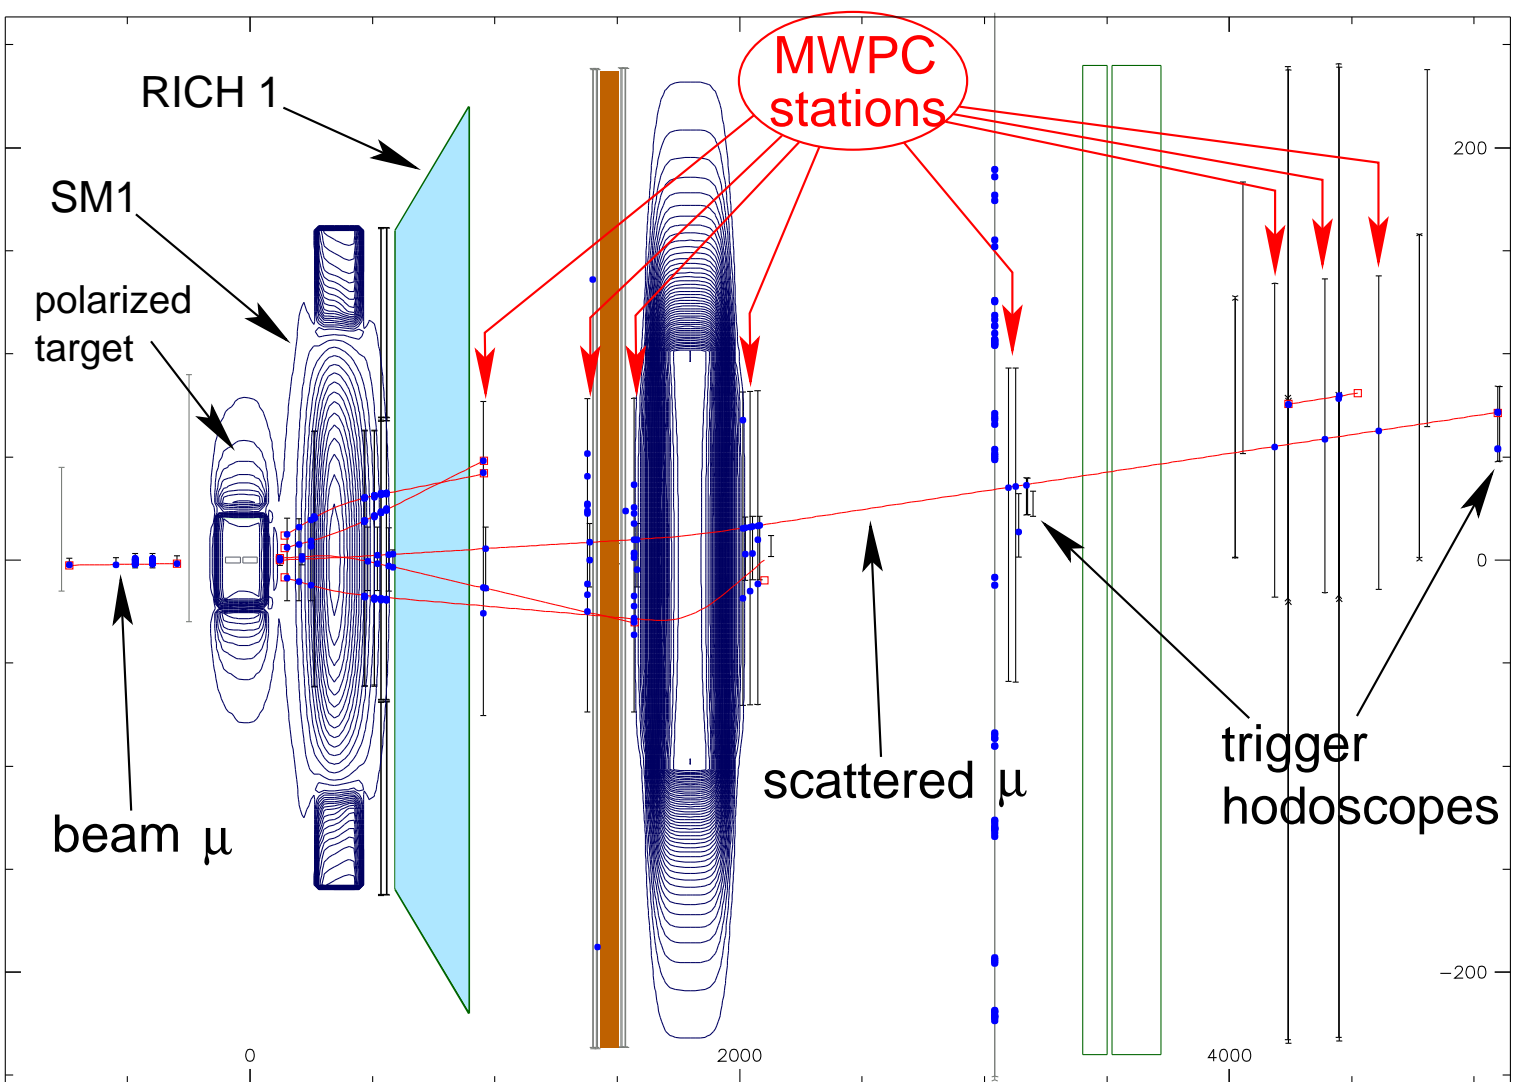 MWPC
stations
RICH 1
200
SM1
polarized
target
trigger
scattered μ
hodoscopes
beam μ
0
−200
0
2000
4000